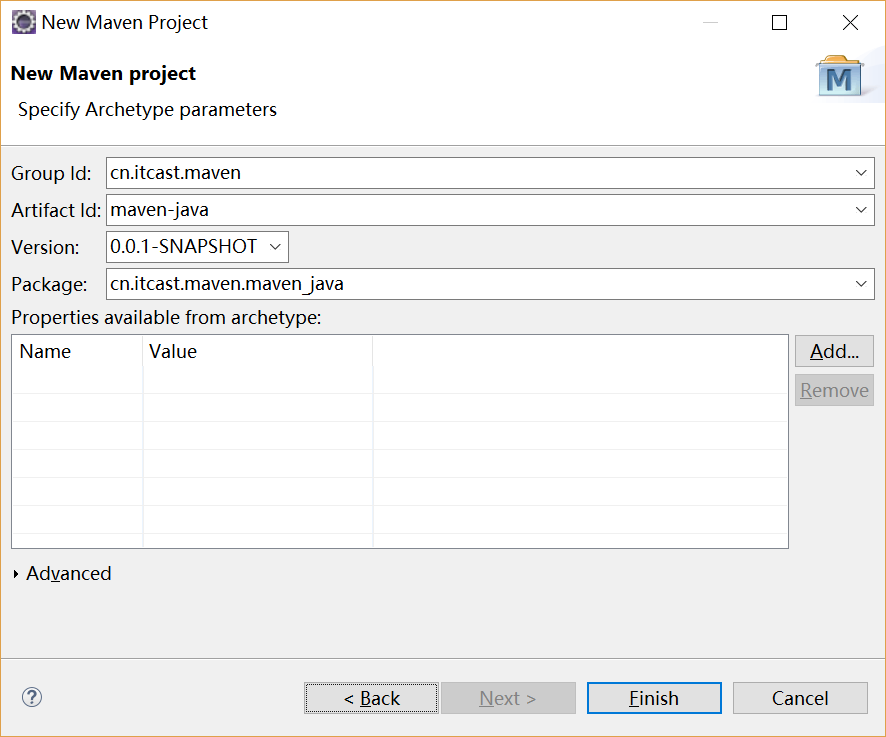 New Maven Project
New Maven project
Specify Archetype parameters
M
Group Id: cn.itcast.maven
Artifact Id: maven-java
Version: 0.0.1-SNAPSHOT
Package: cn.itcast.maven.maven_java
Properties available from archetype:
Name Value
Add...
Remove
Advanced
? < Back Next > Finish Cancel